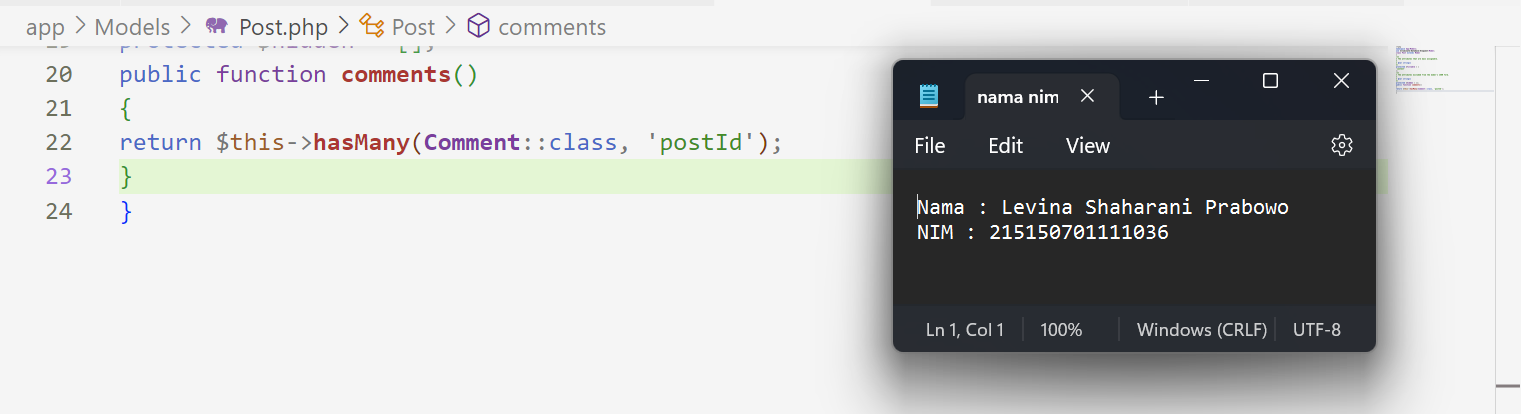 app > Models > Post.php > Post > comments
19 protected $hidden = [];
20 public function comments()
21 {
22 return $this->hasMany(Comment::class, 'postId');
23 }
24 }
nama nim
File Edit View
Nama : Levina Shaharani Prabowo
NIM : 215150701111036
Ln 1, Col 1 100% Windows (CRLF) UTF-8